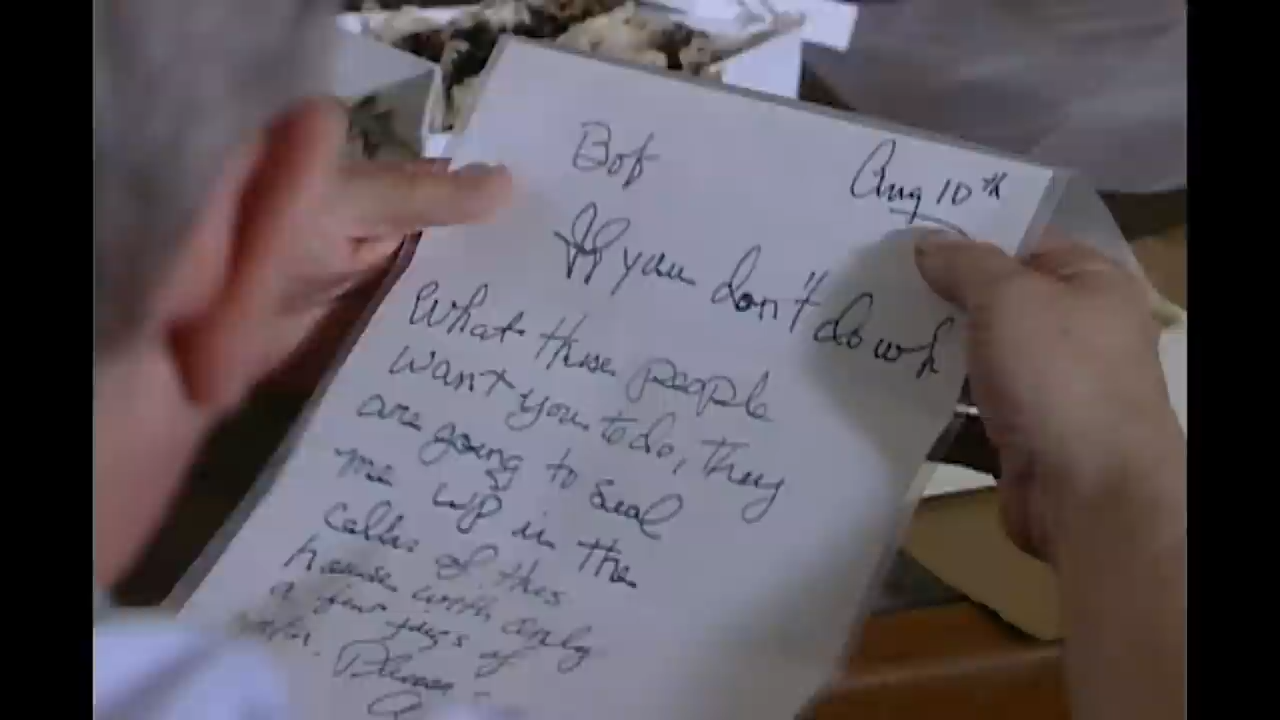 Bob
Aug 10th
If you don't do wh
What these people
want you to do, they
are going to seal
me up in the
celler of this
house with only
a few jugs of
water. Please -